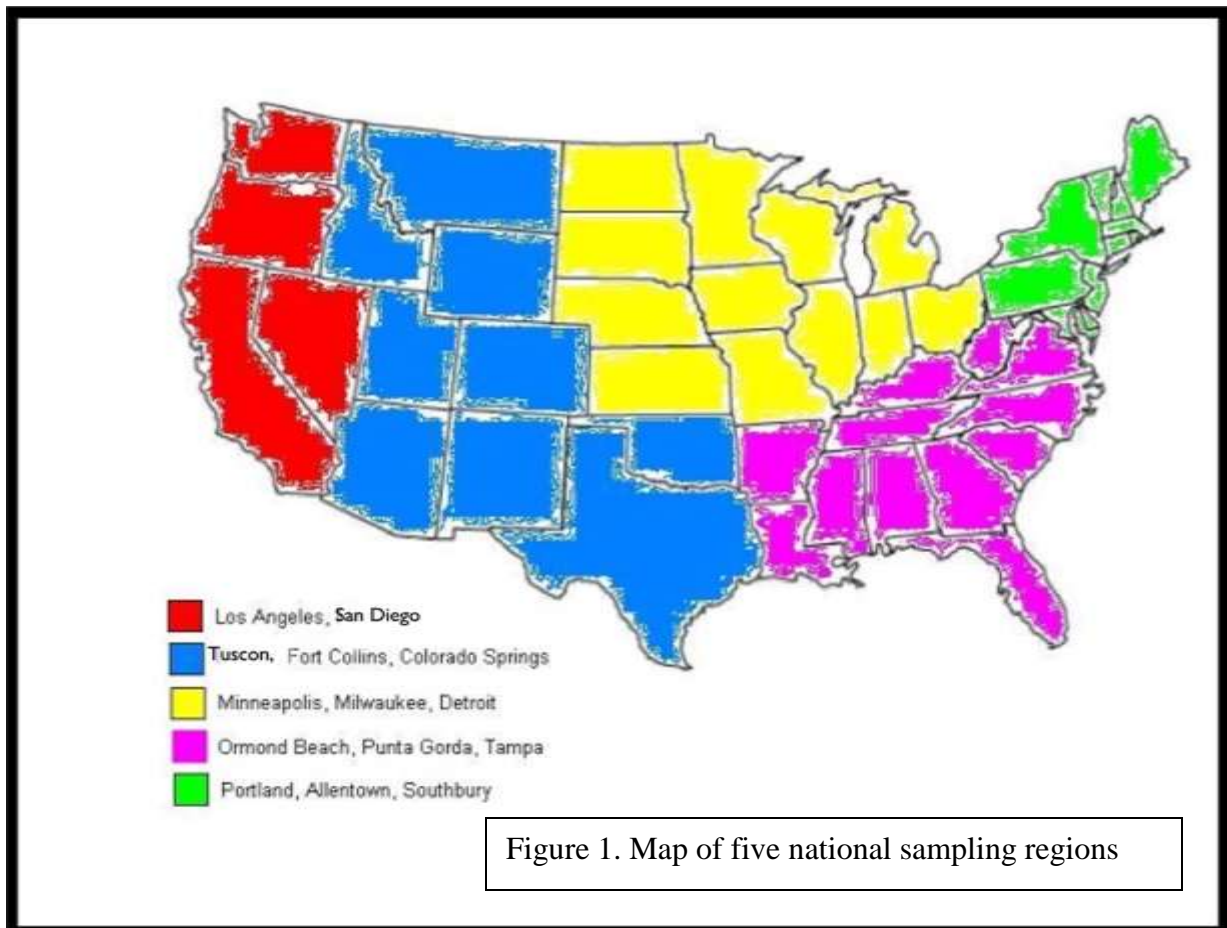 Los Angeles, San Diego
Tuscon, Fort Collins, Colorado Springs
Minneapolis, Milwaukee, Detroit
Ormond Beach, Punta Gorda, Tampa
Portland, Allentown, Southbury
Figure 1. Map of five national sampling regions